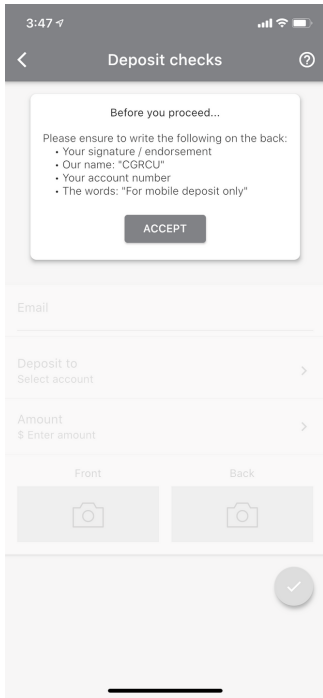 3:47
Deposit checks
Before you proceed...
Please ensure to write the following on the back:
• Your signature / endorsement
• Our name: "CGRCU"
• Your account number
• The words: "For mobile deposit only"
ACCEPT
Email
Deposit to
Select account
Amount
$ Enter amount
Front Back